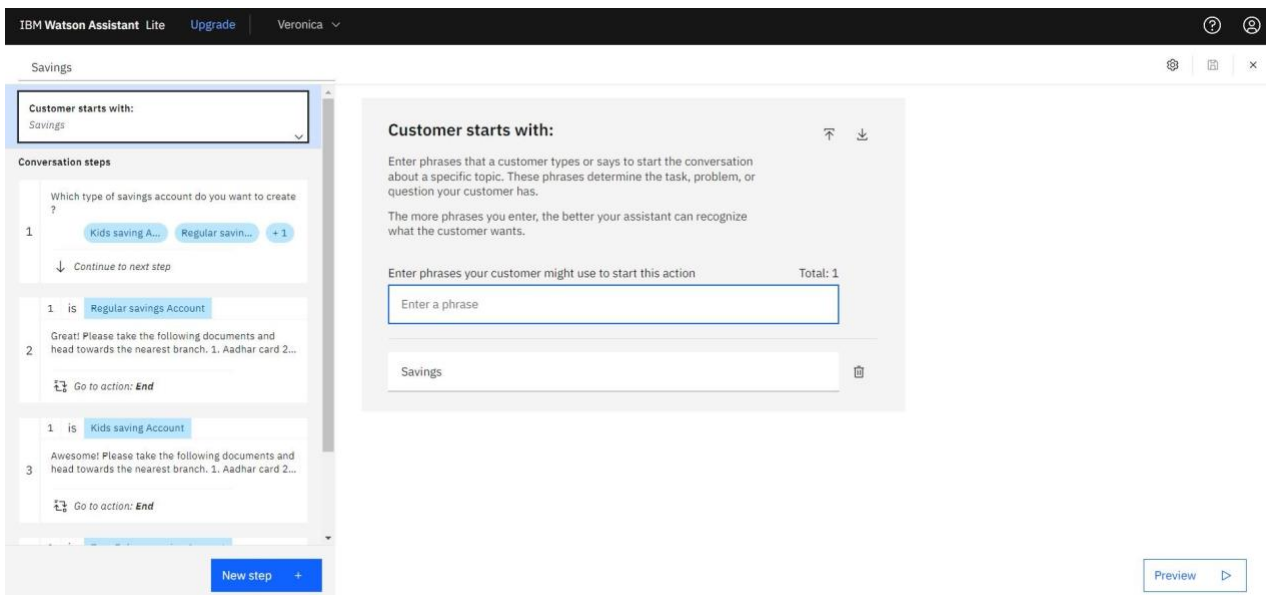 IBM Watson Assistant Lite Upgrade Veronica
Savings
Customer starts with:
Savings
Conversation steps
Which type of savings account do you want to create
?
1
Kids saving A... Regular savin... + 1
Continue to next step
1 is Regular savings Account
Great! Please take the following documents and
2 head towards the nearest branch. 1. Aadhar card 2...
Go to action: End
1 is Kids saving Account
Awesome! Please take the following documents and
3 head towards the nearest branch. 1. Aadhar card 2...
Go to action: End
New step +
Customer starts with:
Enter phrases that a customer types or says to start the conversation
about a specific topic. These phrases determine the task, problem, or
question your customer has.
The more phrases you enter, the better your assistant can recognize
what the customer wants.
Enter phrases your customer might use to start this action Total: 1
Enter a phrase
Savings
Preview